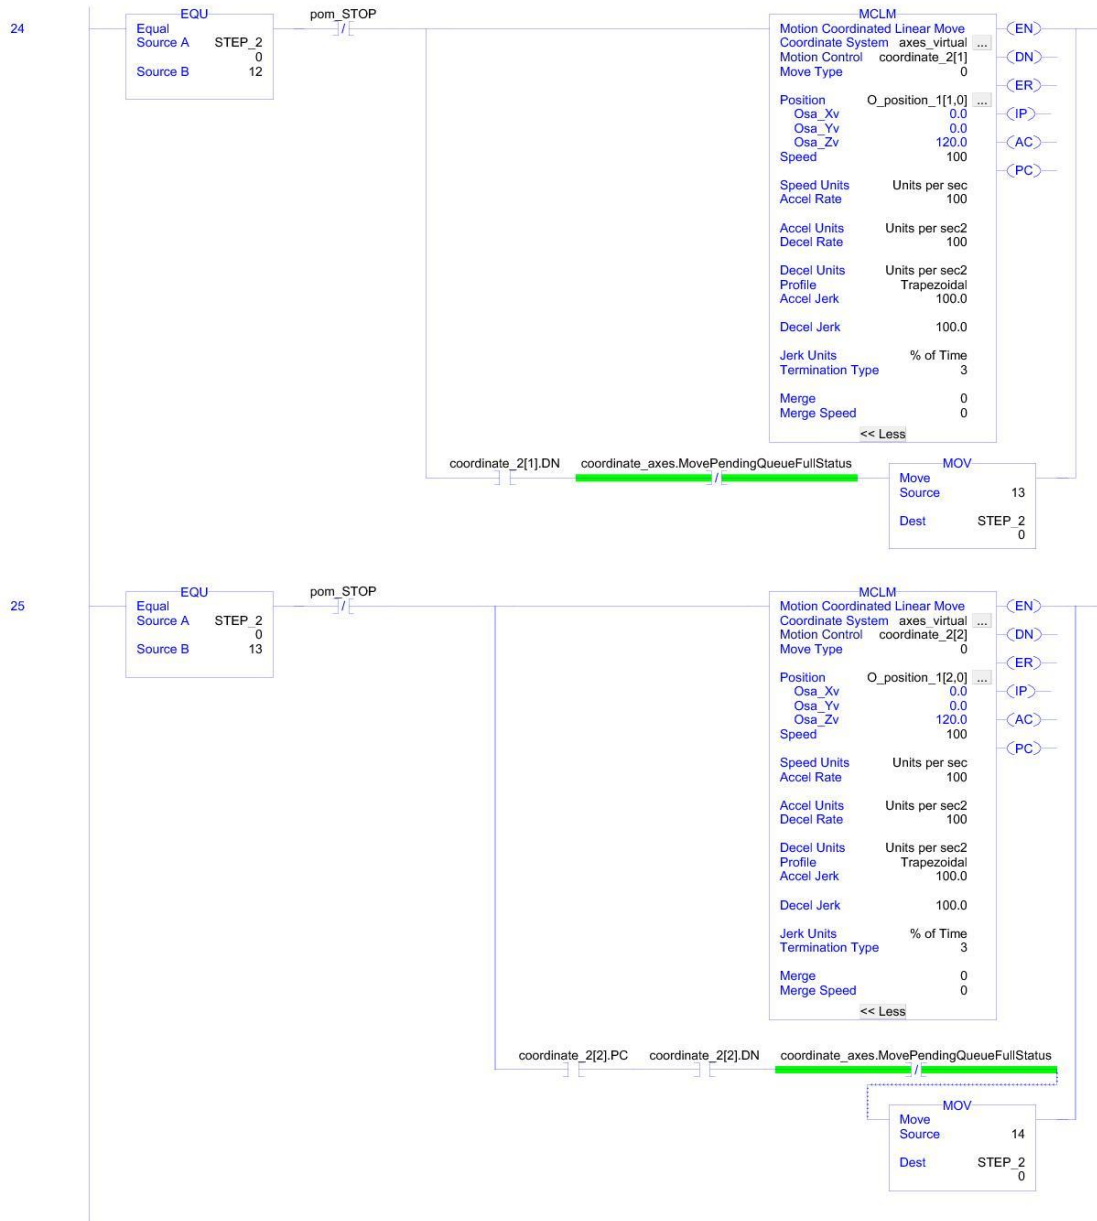 24
EQU
Equal
Source A STEP_2
0
Source B 12
pom_STOP
MCLM
Motion Coordinated Linear Move
Coordinate System axes_virtual ...
Motion Control coordinate_2[1]
Move Type 0
Position O_position_1[1,0] ...
Osa_Xv 0.0
Osa_Yv 0.0
Osa_Zv 120.0
Speed 100
Speed Units Units per sec
Accel Rate 100
Accel Units Units per sec2
Decel Rate 100
Decel Units Units per sec2
Profile Trapezoidal
Accel Jerk 100.0
Decel Jerk 100.0
Jerk Units % of Time
Termination Type 3
Merge 0
Merge Speed 0
<< Less
EN
DN
ER
IP
AC
PC
coordinate_2[1].DN
coordinate_axes.MovePendingQueueFullStatus
MOV
Move
Source 13
Dest STEP_2
0
25
EQU
Equal
Source A STEP_2
0
Source B 13
pom_STOP
MCLM
Motion Coordinated Linear Move
Coordinate System axes_virtual ...
Motion Control coordinate_2[2]
Move Type 0
Position O_position_1[2,0] ...
Osa_Xv 0.0
Osa_Yv 0.0
Osa_Zv 120.0
Speed 100
Speed Units Units per sec
Accel Rate 100
Accel Units Units per sec2
Decel Rate 100
Decel Units Units per sec2
Profile Trapezoidal
Accel Jerk 100.0
Decel Jerk 100.0
Jerk Units % of Time
Termination Type 3
Merge 0
Merge Speed 0
<< Less
EN
DN
ER
IP
AC
PC
coordinate_2[2].PC
coordinate_2[2].DN
coordinate_axes.MovePendingQueueFullStatus
MOV
Move
Source 14
Dest STEP_2
0